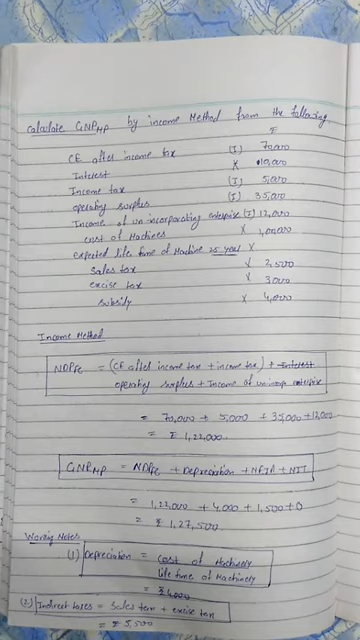 Calculate GNPMP by income Method from the following
₹
CE after income tax (I) 70,000
Interest X 10,000
Income tax (I) 5,000
operating surplus (I) 35,000
Income of un incorporating enterprise (I) 12,000
cost of Machines X 1,00,000
expected life time of Machine 25 year X
Sales tax X 2,500
excise tax X 3000
subsidy X 4,000
Income Method
NDPFC = (CE after income tax + income tax) + Interest
operating surplus + Income of unincorp enterprise
= 70,000 + 5,000 + 35,000 + 12,000
= ₹ 1,22,000
GNPMP = NDPFC + Depreciation + NFIA + NIT
= 1,22,000 + 4,000 + 1,500 + 0
= ₹ 1,27,500
Working Notes
(1) Depreciation = cost of Machinery
life time of Machinery
= ₹ 4000
(2) Indirect taxes = Sales tax + excise tax
= ₹ 5,500